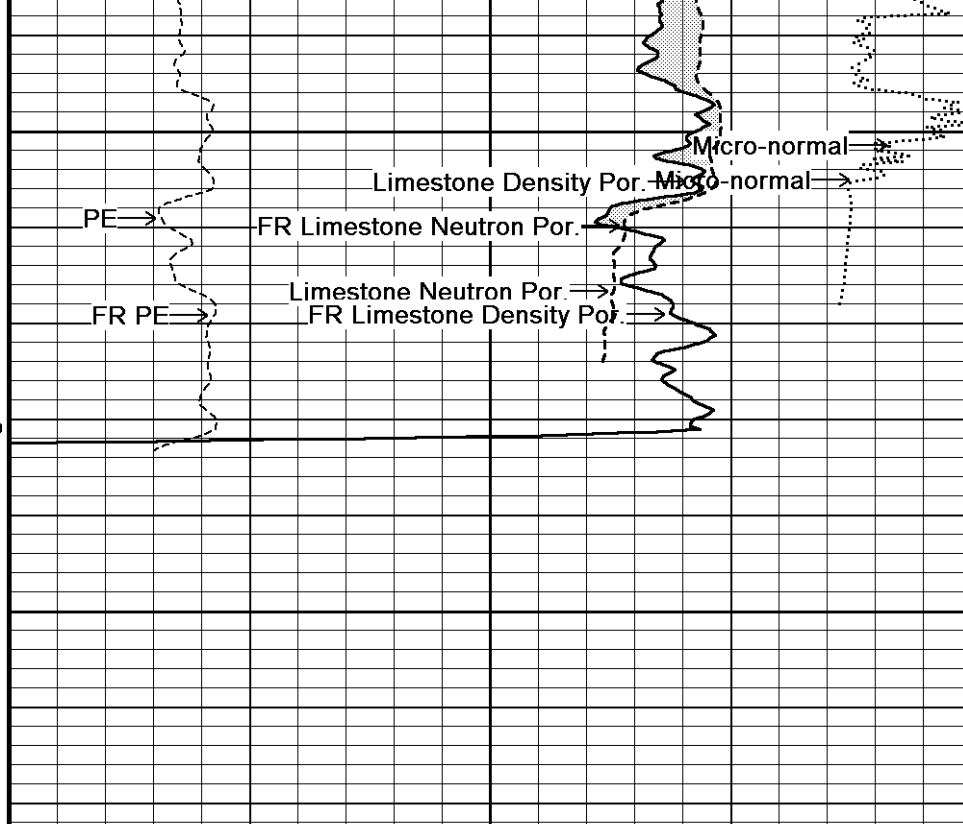 Micro-normal
Limestone Density Por.
Micro-normal
PE
FR Limestone Neutron Por.
Limestone Neutron Por.
FR PE
FR Limestone Density Por.